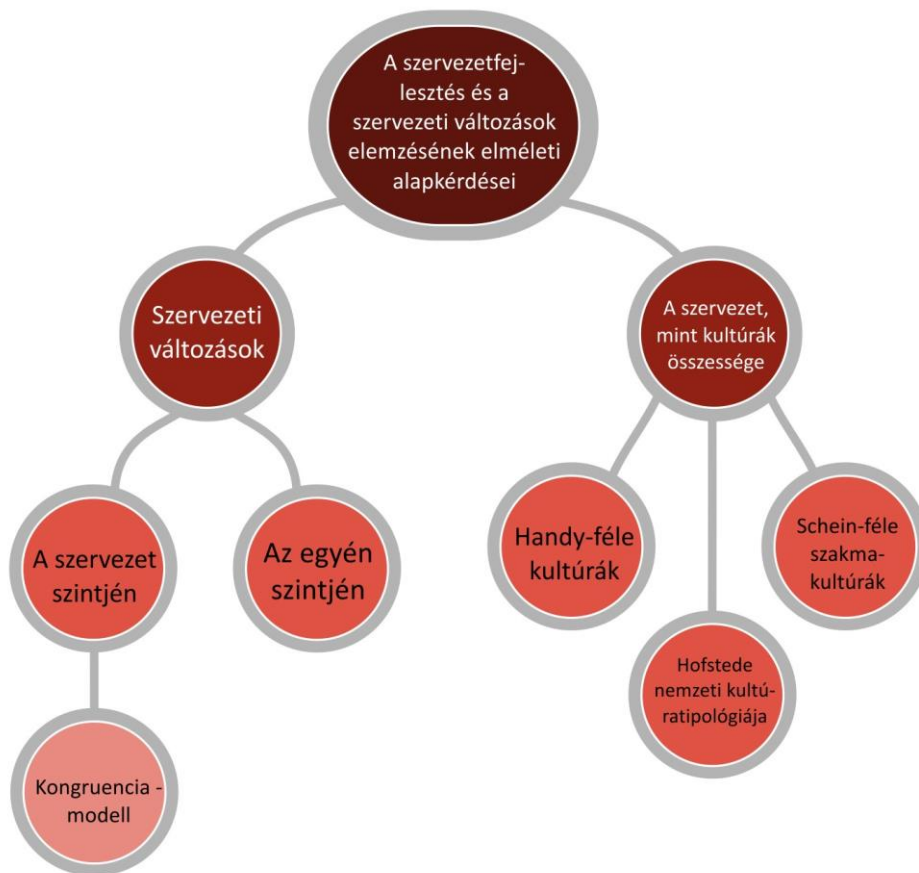 A szervezetfej-
lesztés és a
szervezeti változások
elemzésének elméleti
alapkérdései
Szervezeti
változások
A szervezet,
mint kultúrák
összessége
A szervezet
szintjén
Az egyén
szintjén
Handy-féle
kultúrák
Schein-féle
szakma-
kultúrák
Hofstede
nemzeti kultú-
ratipológiája
Kongruencia -
modell